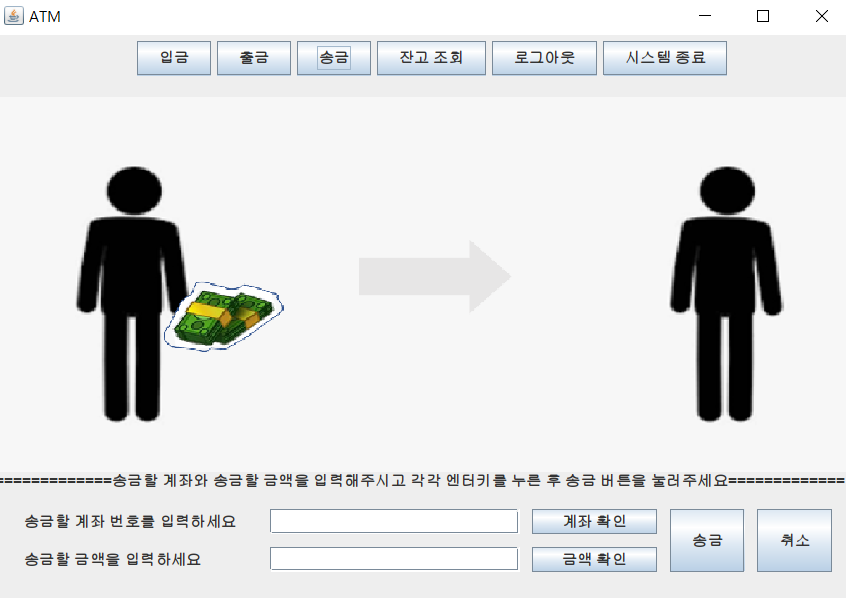 ATM
입금 출금 송금 잔고 조회 로그아웃 시스템 종료
=============송금할 계좌와 송금할 금액을 입력해주시고 각각 엔터키를 누른 후 송금 버튼을 눌러주세요=============
송금할 계좌 번호를 입력하세요 계좌 확인
송금할 금액을 입력하세요 금액 확인
송금 취소